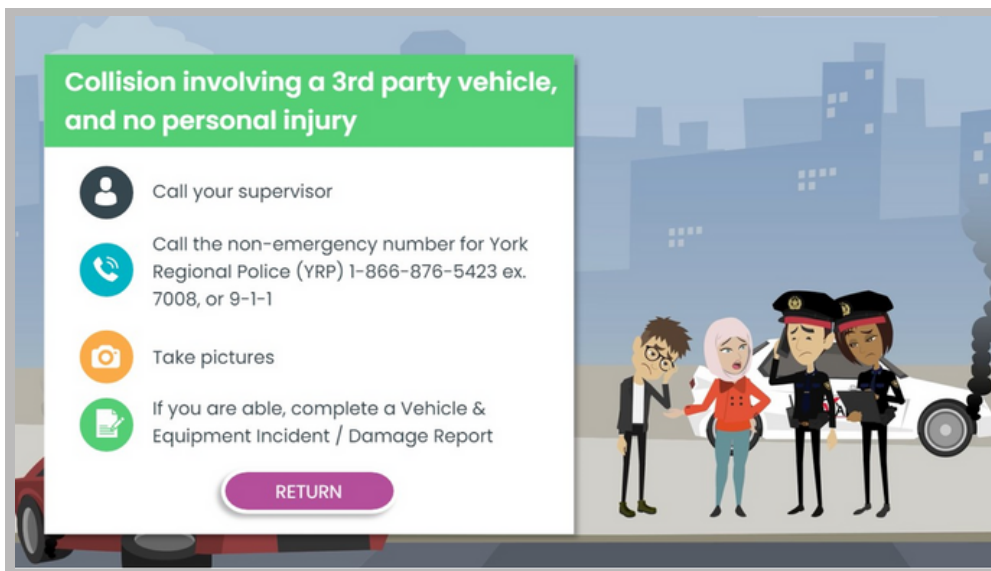 Collision involving a 3rd party vehicle,
and no personal injury
Call your supervisor
Call the non-emergency number for York
Regional Police (YRP) 1-866-876-5423 ex.
7008, or 9-1-1
Take pictures
If you are able, complete a Vehicle &
Equipment Incident / Damage Report
RETURN